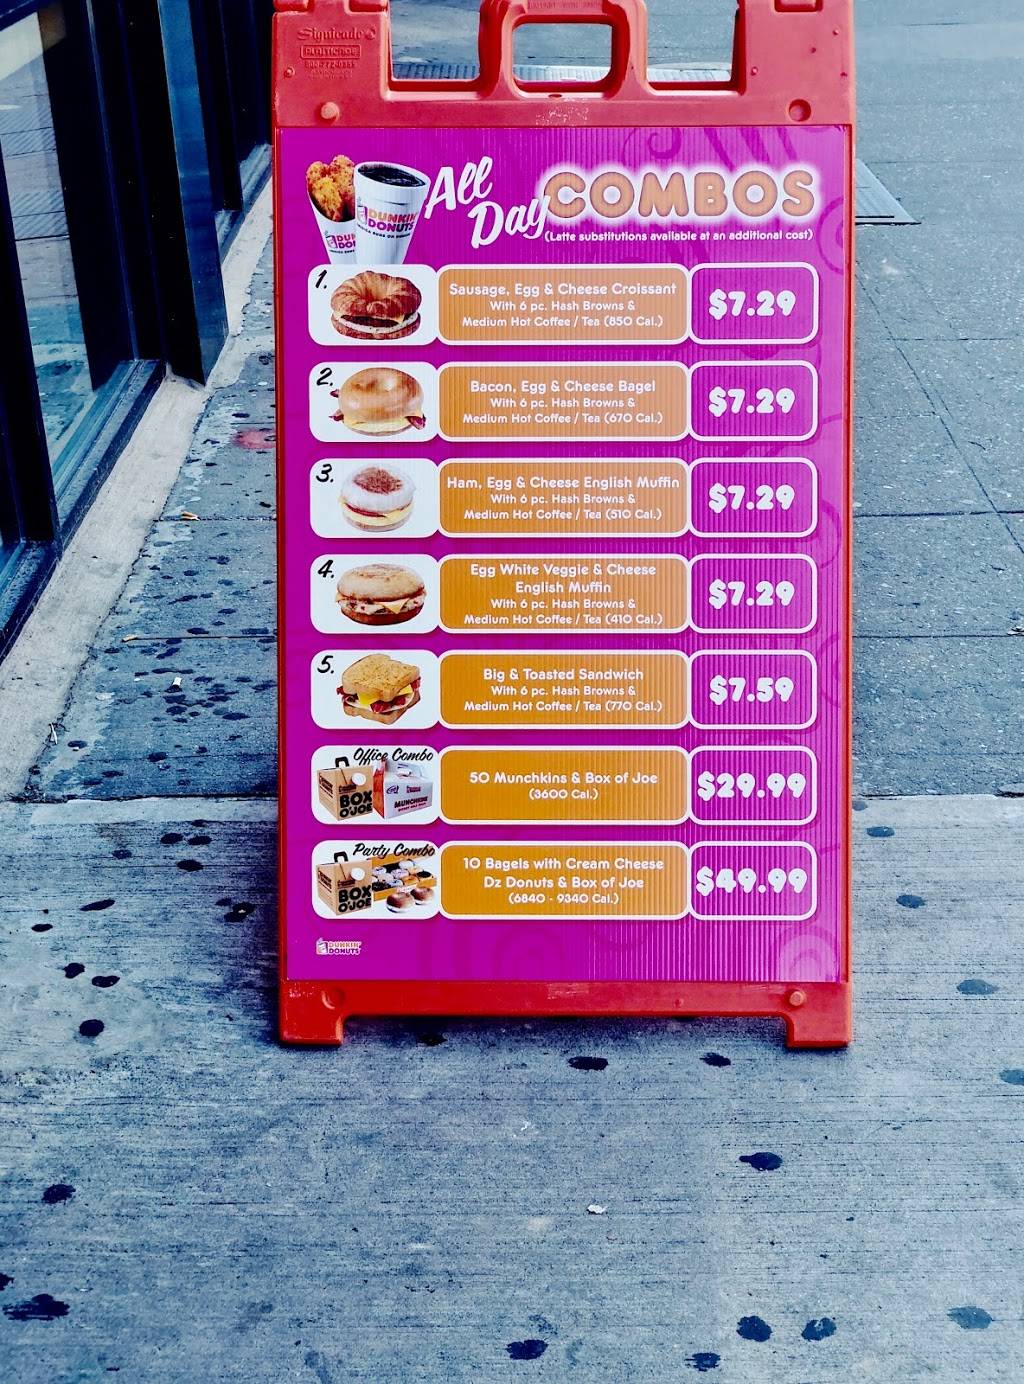 Signicade
PLASTICADE
All Day COMBOS
(Latte substitutions available at an additional cost)
DUNKIN'
DONUTS
1.
Sausage, Egg & Cheese Croissant
With 6 pc. Hash Browns &
Medium Hot Coffee / Tea (850 Cal.)
$7.29
2.
Bacon, Egg & Cheese Bagel
With 6 pc. Hash Browns &
Medium Hot Coffee / Tea (670 Cal.)
$7.29
3.
Ham, Egg & Cheese English Muffin
With 6 pc. Hash Browns &
Medium Hot Coffee / Tea (510 Cal.)
$7.29
4.
Egg White Veggie & Cheese
English Muffin
With 6 pc. Hash Browns &
Medium Hot Coffee / Tea (410 Cal.)
$7.29
5.
Big & Toasted Sandwich
With 6 pc. Hash Browns &
Medium Hot Coffee / Tea (770 Cal.)
$7.59
Office Combo
BOX
O'JOE
MUNCHKINS
50 Munchkins & Box of Joe
(3600 Cal.)
$29.99
Party Combo
BOX
O'JOE
10 Bagels with Cream Cheese
Dz Donuts & Box of Joe
(6840 - 9340 Cal.)
$49.99
DUNKIN'
DONUTS